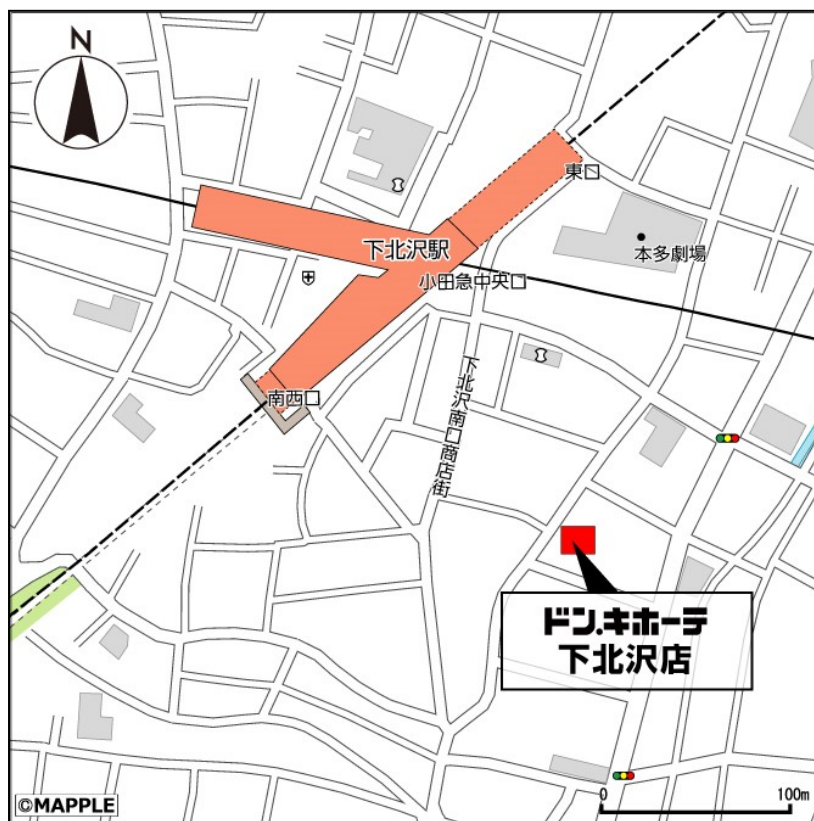 N
東口
本多劇場
下北沢駅
小田急中央口
南西口
下北沢南口商店街
ドン.キホーテ
下北沢店
©MAPPLE
0 100m